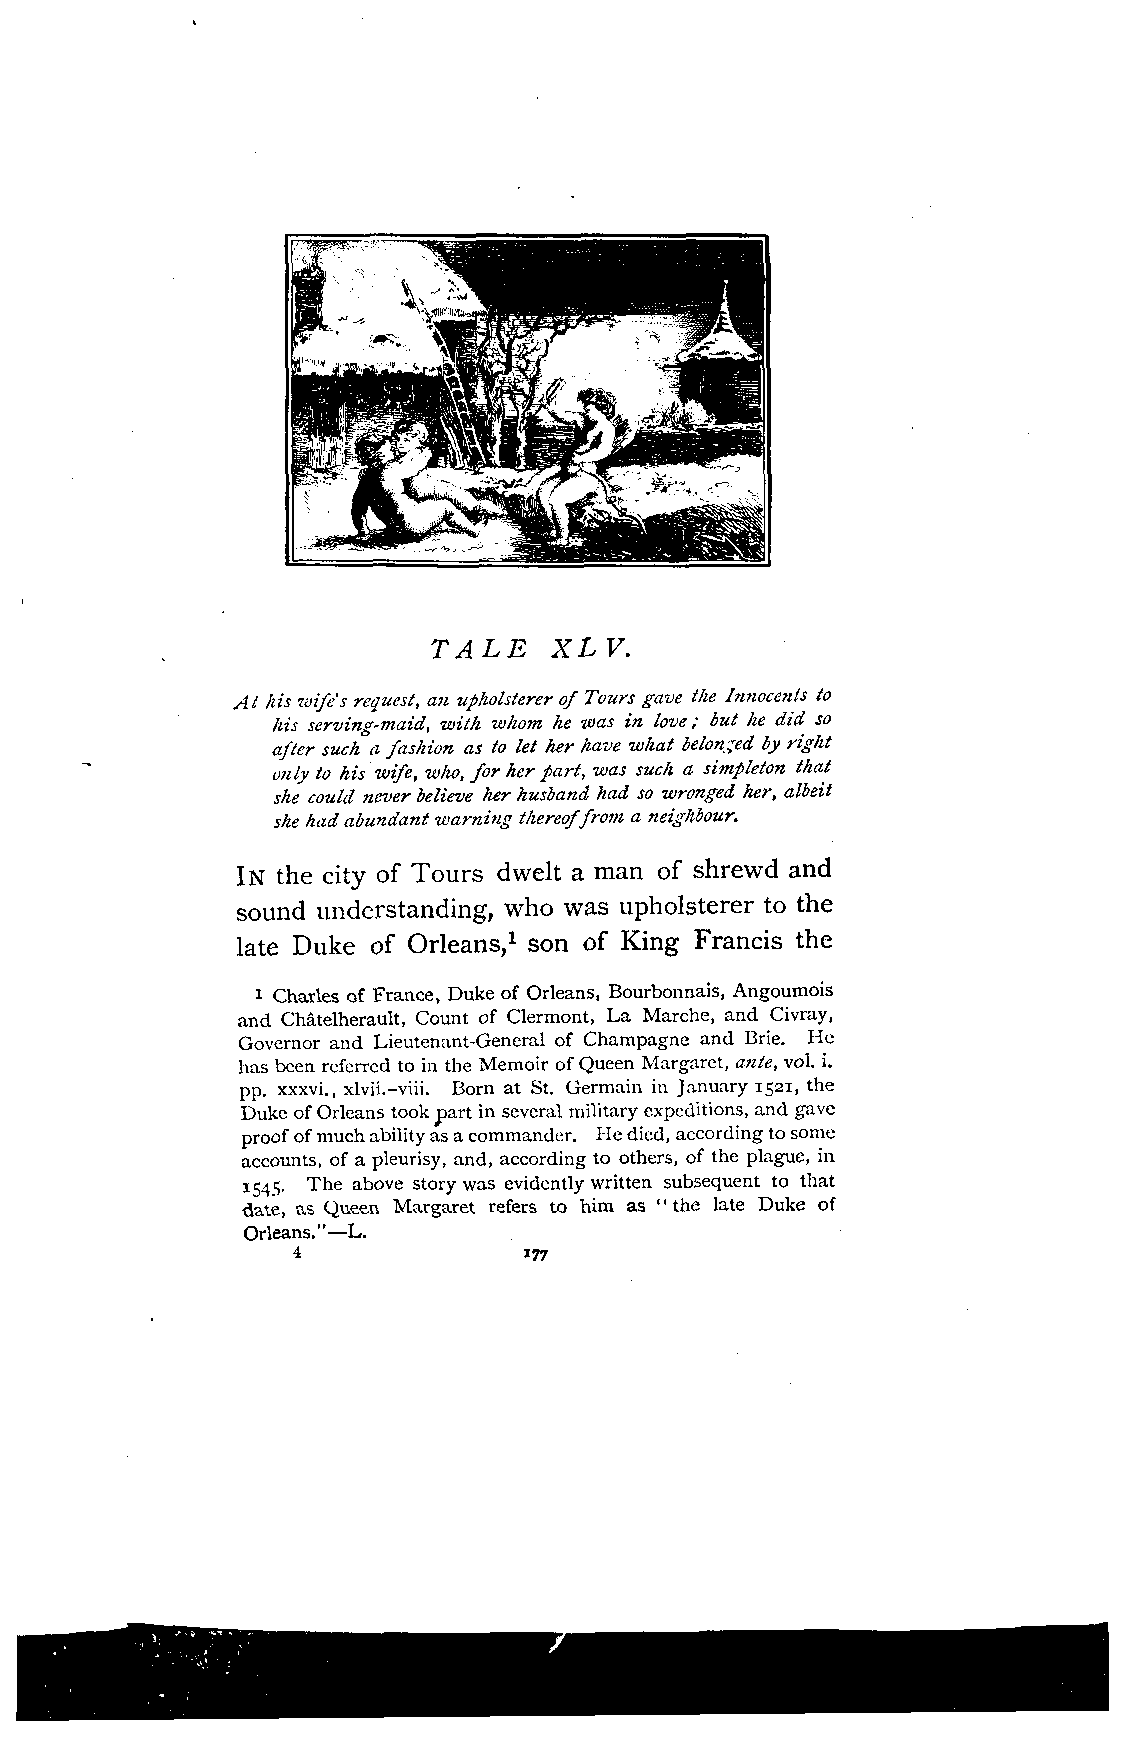 TALE XLV.
At his wife's request, an upholsterer of Tours gave the Innocents to
his serving-maid, with whom he was in love; but he did so
after such a fashion as to let her have what belonged by right
only to his wife, who, for her part, was such a simpleton that
she could never believe her husband had so wronged her, albeit
she had abundant warning thereof from a neighbour.
IN the city of Tours dwelt a man of shrewd and
sound understanding, who was upholsterer to the
late Duke of Orleans,¹ son of King Francis the
1 Charles of France, Duke of Orleans, Bourbonnais, Angoumois
and Châtelherault, Count of Clermont, La Marche, and Civray,
Governor and Lieutenant-General of Champagne and Brie. He
has been referred to in the Memoir of Queen Margaret, ante, vol. i.
pp. xxxvi., xlvii.-viii. Born at St. Germain in January 1521, the
Duke of Orleans took part in several military expeditions, and gave
proof of much ability as a commander. He died, according to some
accounts, of a pleurisy, and, according to others, of the plague, in
1545. The above story was evidently written subsequent to that
date, as Queen Margaret refers to him as "the late Duke of
Orleans."—L.
4 177